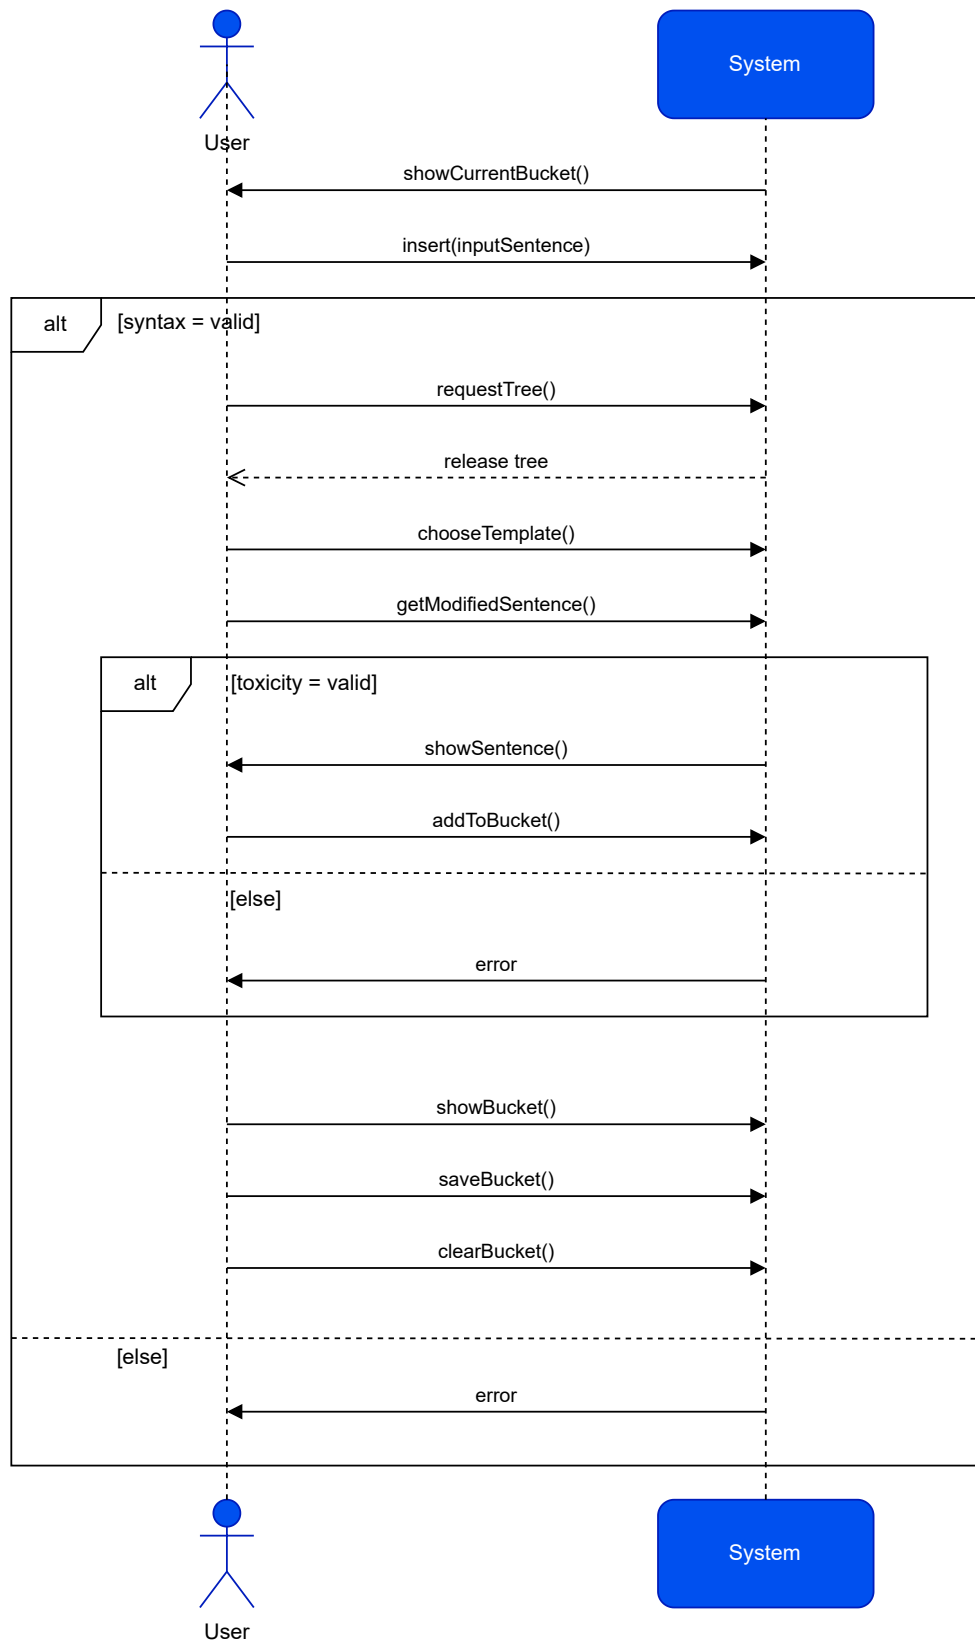 System
User
showCurrentBucket()
insert(inputSentence)
alt
[syntax = valid]
requestTree()
release tree
chooseTemplate()
getModifiedSentence()
alt
[toxicity = valid]
showSentence()
addToBucket()
[else]
error
showBucket()
saveBucket()
clearBucket()
[else]
error
System
User